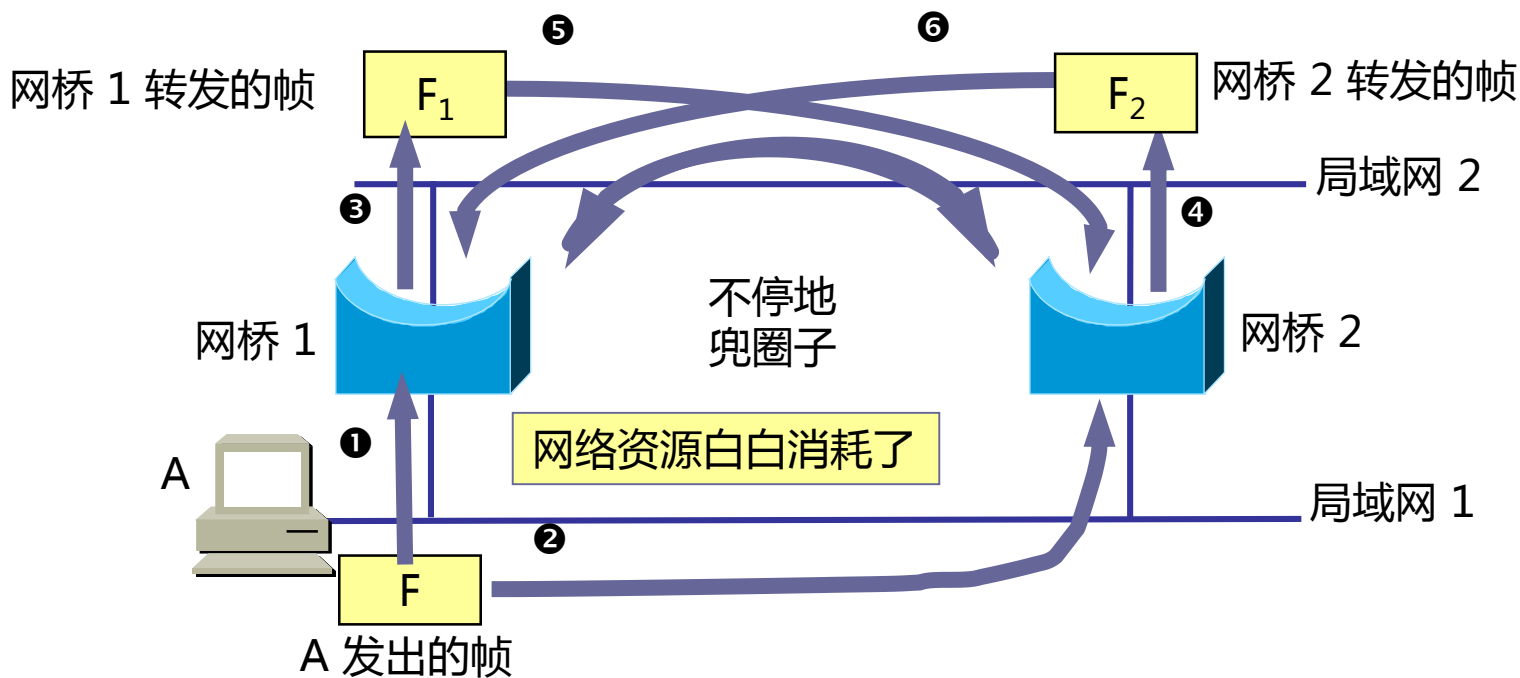 ❺
❻
网桥 1 转发的帧
F1
F2
网桥 2 转发的帧
局域网 2
❸
❹
不停地
兜圈子
网桥 1
网桥 2
❶
网络资源白白消耗了
A
局域网 1
❷
F
A 发出的帧